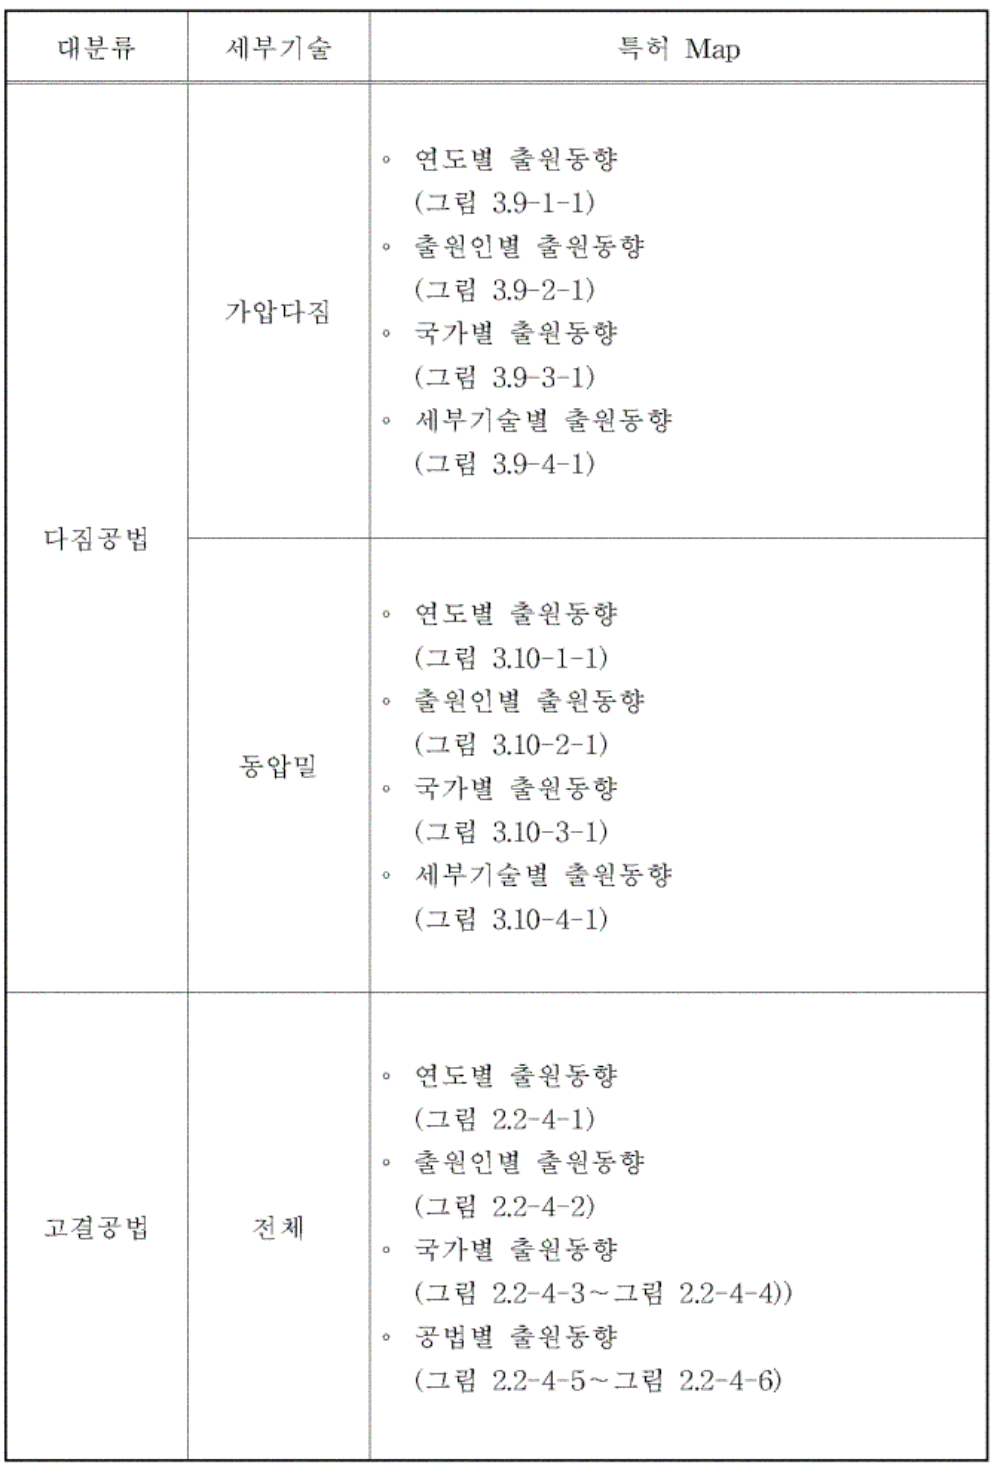 대분류 세부기술 특허 Map
다짐공법
가압다짐
◦ 연도별 출원동향
(그림 3.9-1-1)
◦ 출원인별 출원동향
(그림 3.9-2-1)
◦ 국가별 출원동향
(그림 3.9-3-1)
◦ 세부기술별 출원동향
(그림 3.9-4-1)
동압밀
◦ 연도별 출원동향
(그림 3.10-1-1)
◦ 출원인별 출원동향
(그림 3.10-2-1)
◦ 국가별 출원동향
(그림 3.10-3-1)
◦ 세부기술별 출원동향
(그림 3.10-4-1)
고결공법
전체
◦ 연도별 출원동향
(그림 2.2-4-1)
◦ 출원인별 출원동향
(그림 2.2-4-2)
◦ 국가별 출원동향
(그림 2.2-4-3~그림 2.2-4-4))
◦ 공법별 출원동향
(그림 2.2-4-5~그림 2.2-4-6)